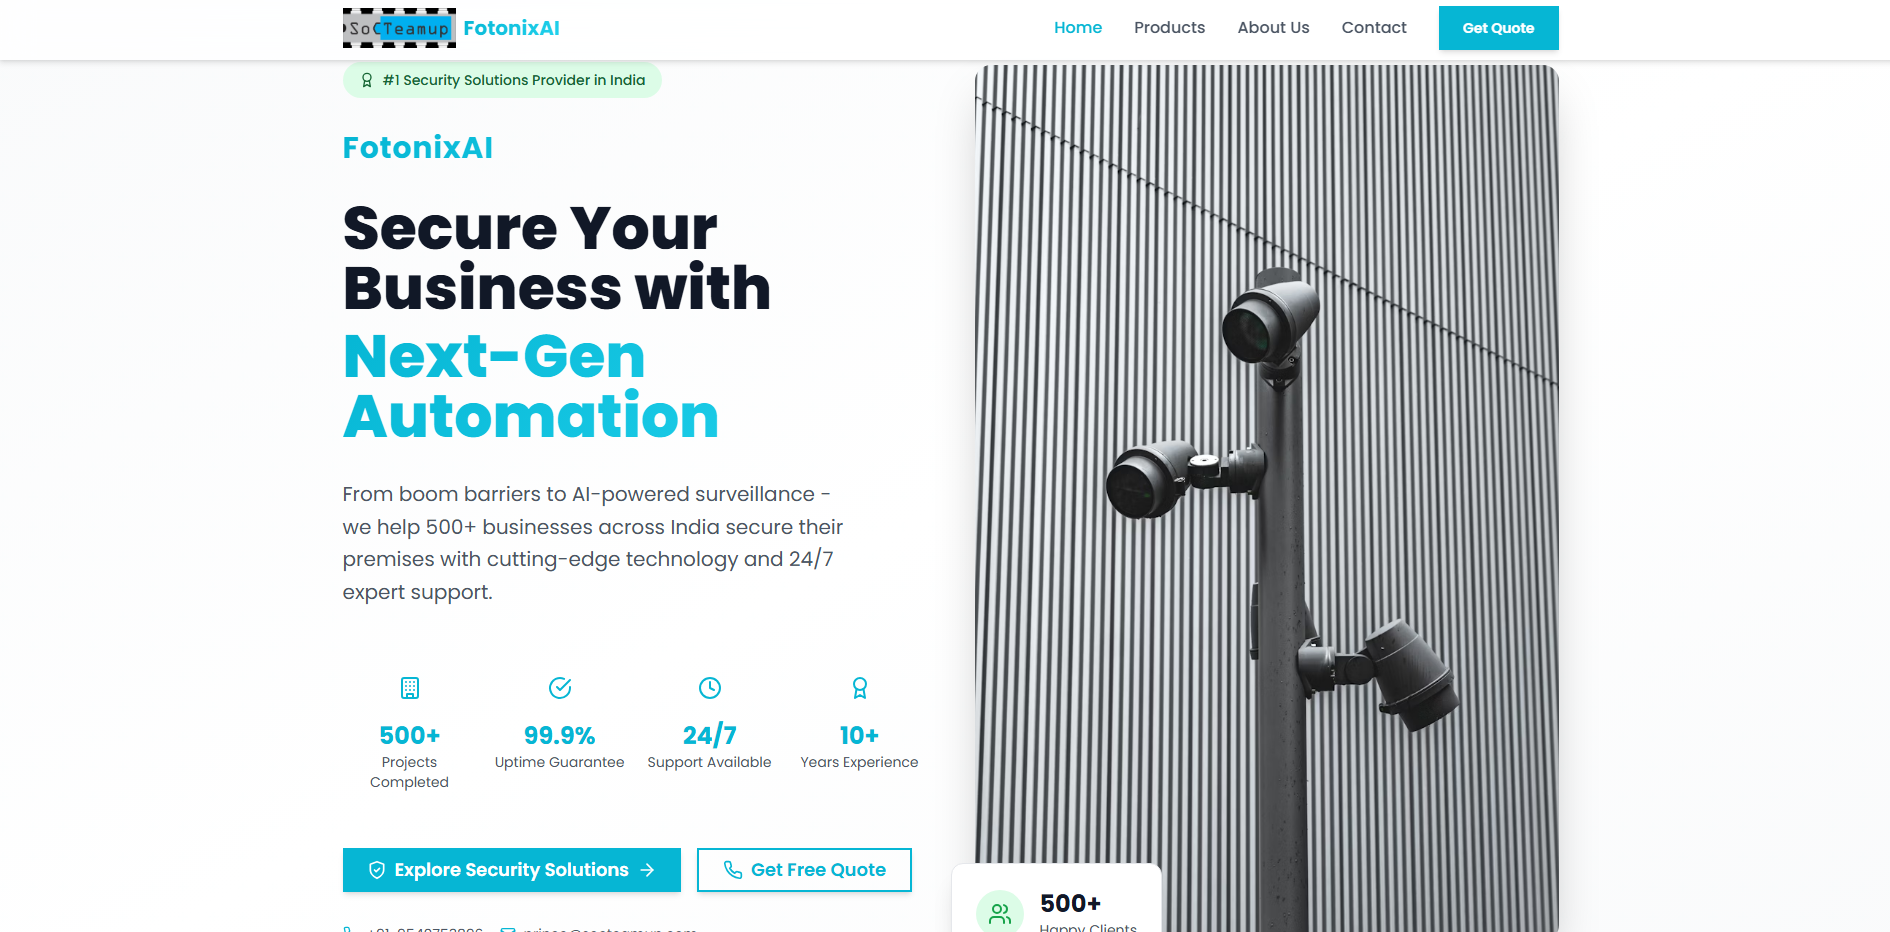 SoCTeamup FotonixAI
Home Products About Us Contact Get Quote
#1 Security Solutions Provider in India
FotonixAI
Secure Your
Business with
Next-Gen
Automation
From boom barriers to AI-powered surveillance -
we help 500+ businesses across India secure their
premises with cutting-edge technology and 24/7
expert support.
500+
Projects
Completed
99.9%
Uptime Guarantee
24/7
Support Available
10+
Years Experience
Explore Security Solutions
Get Free Quote
500+
Happy Clients